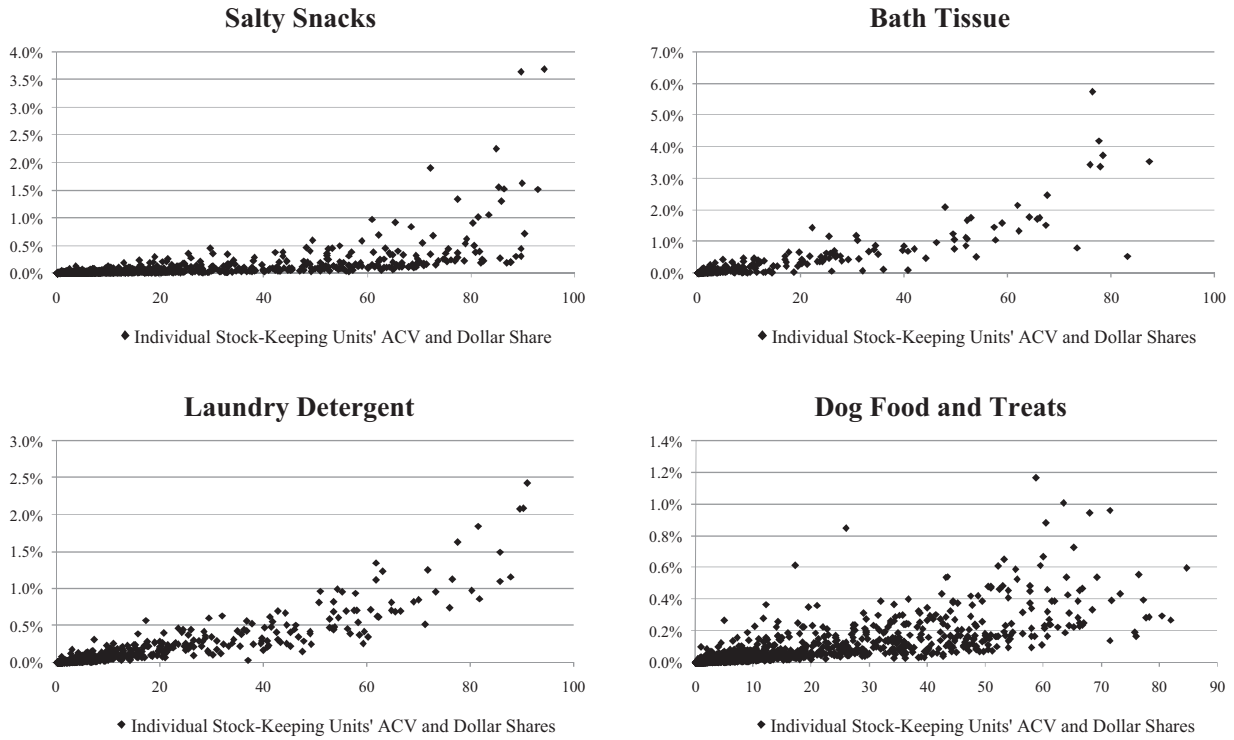 Salty Snacks
4.0%
3.5%
3.0%
2.5%
2.0%
1.5%
1.0%
0.5%
0.0%
0 20 40 60 80 100
♦ Individual Stock-Keeping Units' ACV and Dollar Share
Bath Tissue
7.0%
6.0%
5.0%
4.0%
3.0%
2.0%
1.0%
0.0%
0 20 40 60 80 100
♦ Individual Stock-Keeping Units' ACV and Dollar Shares
Laundry Detergent
3.0%
2.5%
2.0%
1.5%
1.0%
0.5%
0.0%
0 20 40 60 80 100
♦ Individual Stock-Keeping Units' ACV and Dollar Shares
Dog Food and Treats
1.4%
1.2%
1.0%
0.8%
0.6%
0.4%
0.2%
0.0%
0 10 20 30 40 50 60 70 80 90
♦ Individual Stock-Keeping Units' ACV and Dollar Shares